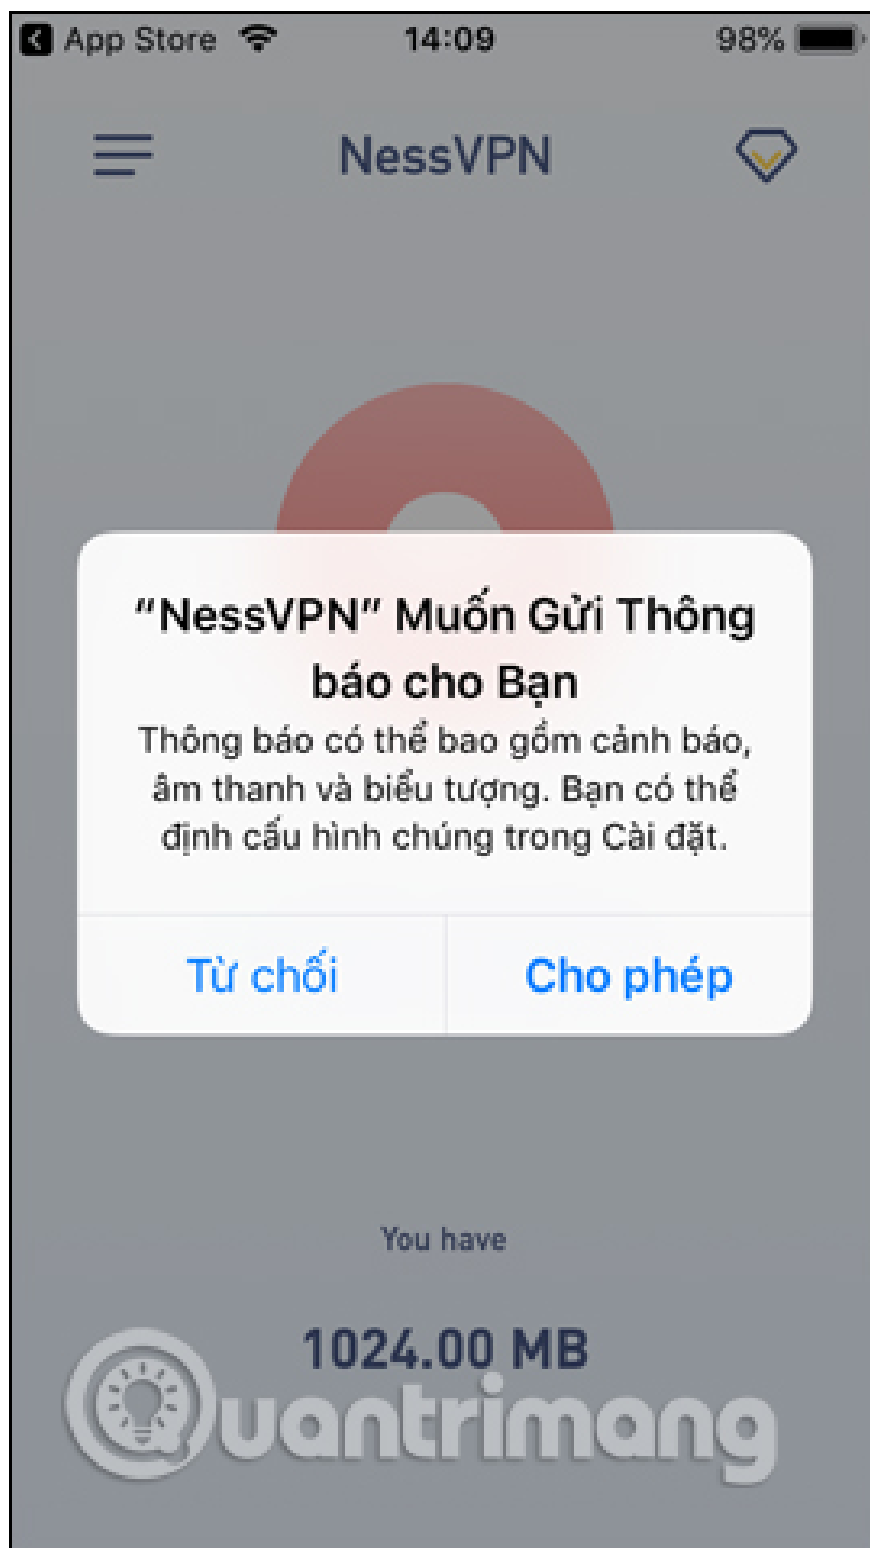 App Store 14:09 98%
NessVPN
“NessVPN” Muốn Gửi Thông
báo cho Bạn
Thông báo có thể bao gồm cảnh báo,
âm thanh và biểu tượng. Bạn có thể
định cấu hình chúng trong Cài đặt.
Từ chối Cho phép
You have
1024.00 MB
Quantrimang